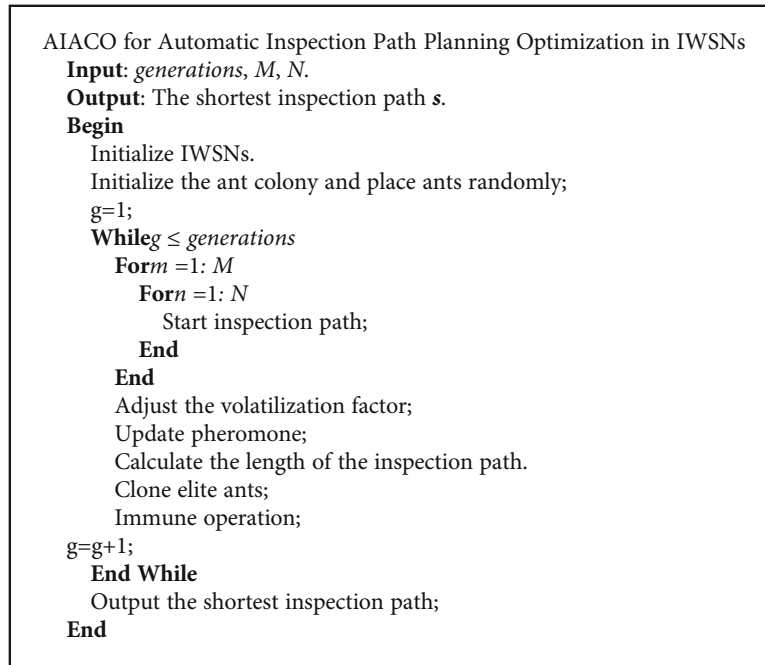 AIACO for Automatic Inspection Path Planning Optimization in IWSNs
Input: generations, M, N.
Output: The shortest inspection path s.
Begin
Initialize IWSNs.
Initialize the ant colony and place ants randomly;
g=1;
Whileg ≤ generations
Form =1: M
Forn =1: N
Start inspection path;
End
End
Adjust the volatilization factor;
Update pheromone;
Calculate the length of the inspection path.
Clone elite ants;
Immune operation;
g=g+1;
End While
Output the shortest inspection path;
End